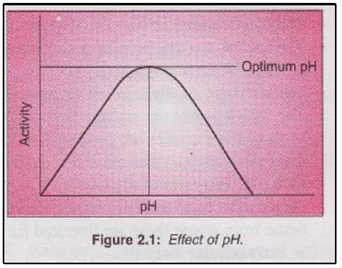 Optimum pH
Activity
pH
Figure 2.1: Effect of pH.